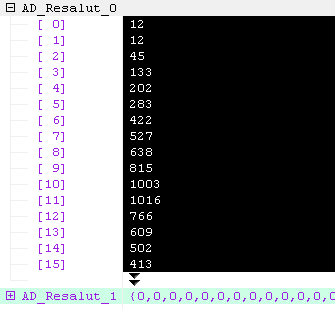 AD_Resalut_0
[ 0] 12
[ 1] 12
[ 2] 45
[ 3] 133
[ 4] 202
[ 5] 283
[ 6] 422
[ 7] 527
[ 8] 638
[ 9] 815
[10] 1003
[11] 1016
[12] 766
[13] 609
[14] 502
[15] 413
AD_Resalut_1 {0,0,0,0,0,0,0,0,0,0,0,0,0